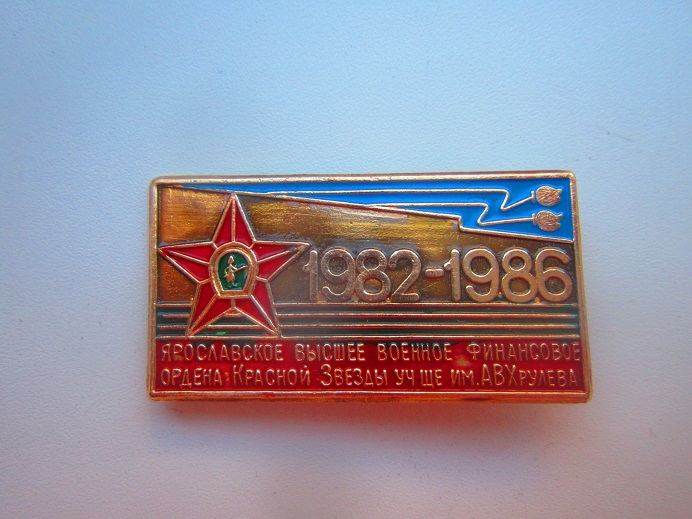 1982-1986
ЯРОСЛАВСКОЕ ВЫСШЕЕ ВОЕННОЕ ФИНАНСОВОЕ
ОРДЕНА КРАСНОЙ ЗВЕЗДЫ УЧ ЩЕ ИМ. А В ХРУЛЕВА